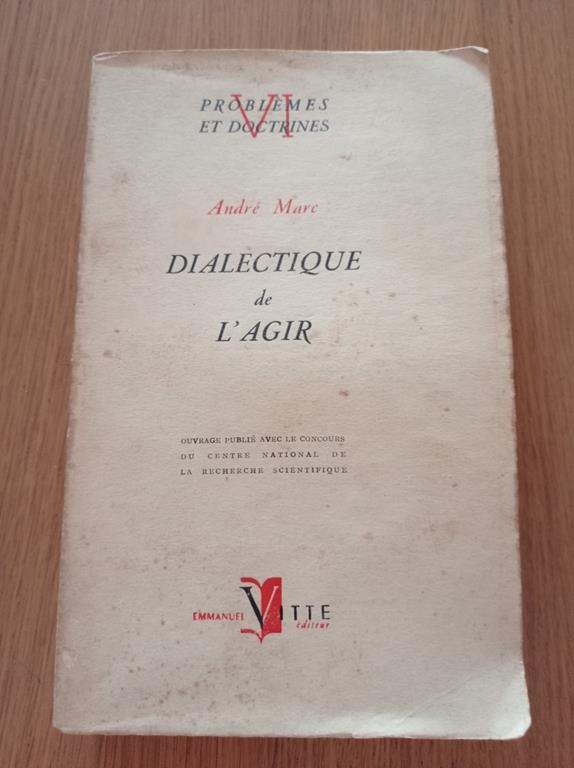 VI
PROBLÈMES
ET DOCTRINES
André Marc
DIALECTIQUE
de
L'AGIR
OUVRAGE PUBLIÉ AVEC LE CONCOURS
DU CENTRE NATIONAL DE
LA RECHERCHE SCIENTIFIQUE
EMMANUEL VITTE
éditeur